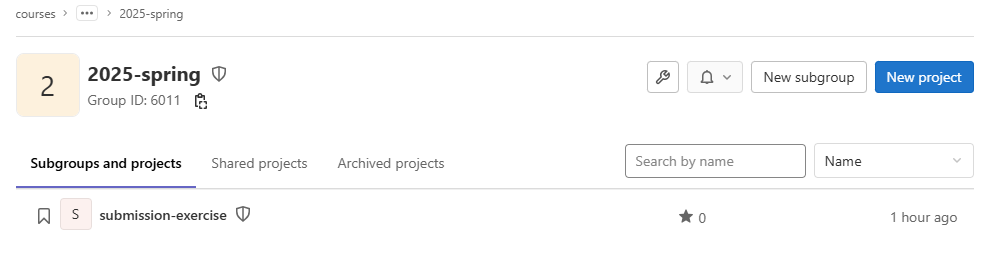 courses > ••• > 2025-spring
2
2025-spring
Group ID: 6011
New subgroup
New project
Subgroups and projects
Shared projects
Archived projects
Search by name
Name
S
submission-exercise
0
1 hour ago